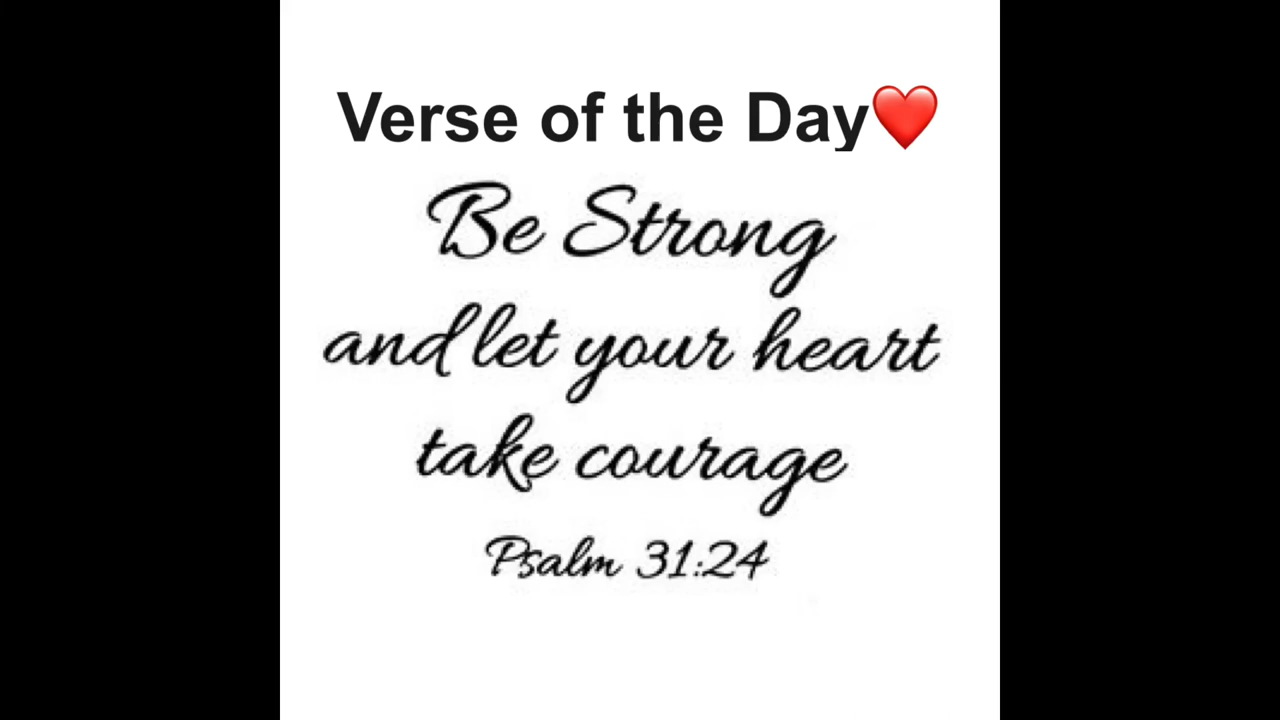 Verse of the Day❤️
Be Strong
and let your heart
take courage
Psalm 31:24